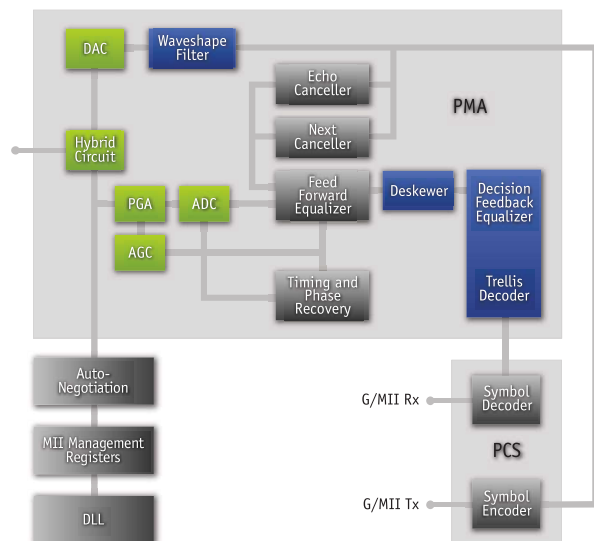 DAC
Waveshape
Filter
Echo
Canceller
PMA
Next
Canceller
Hybrid
Circuit
Feed
Forward
Equalizer
Deskewer
Decision
Feedback
Equalizer
PGA
ADC
AGC
Timing and
Phase
Recovery
Trellis
Decoder
Auto-
Negotiation
G/MII Rx
Symbol
Decoder
MII Management
Registers
PCS
G/MII Tx
Symbol
Encoder
DLL